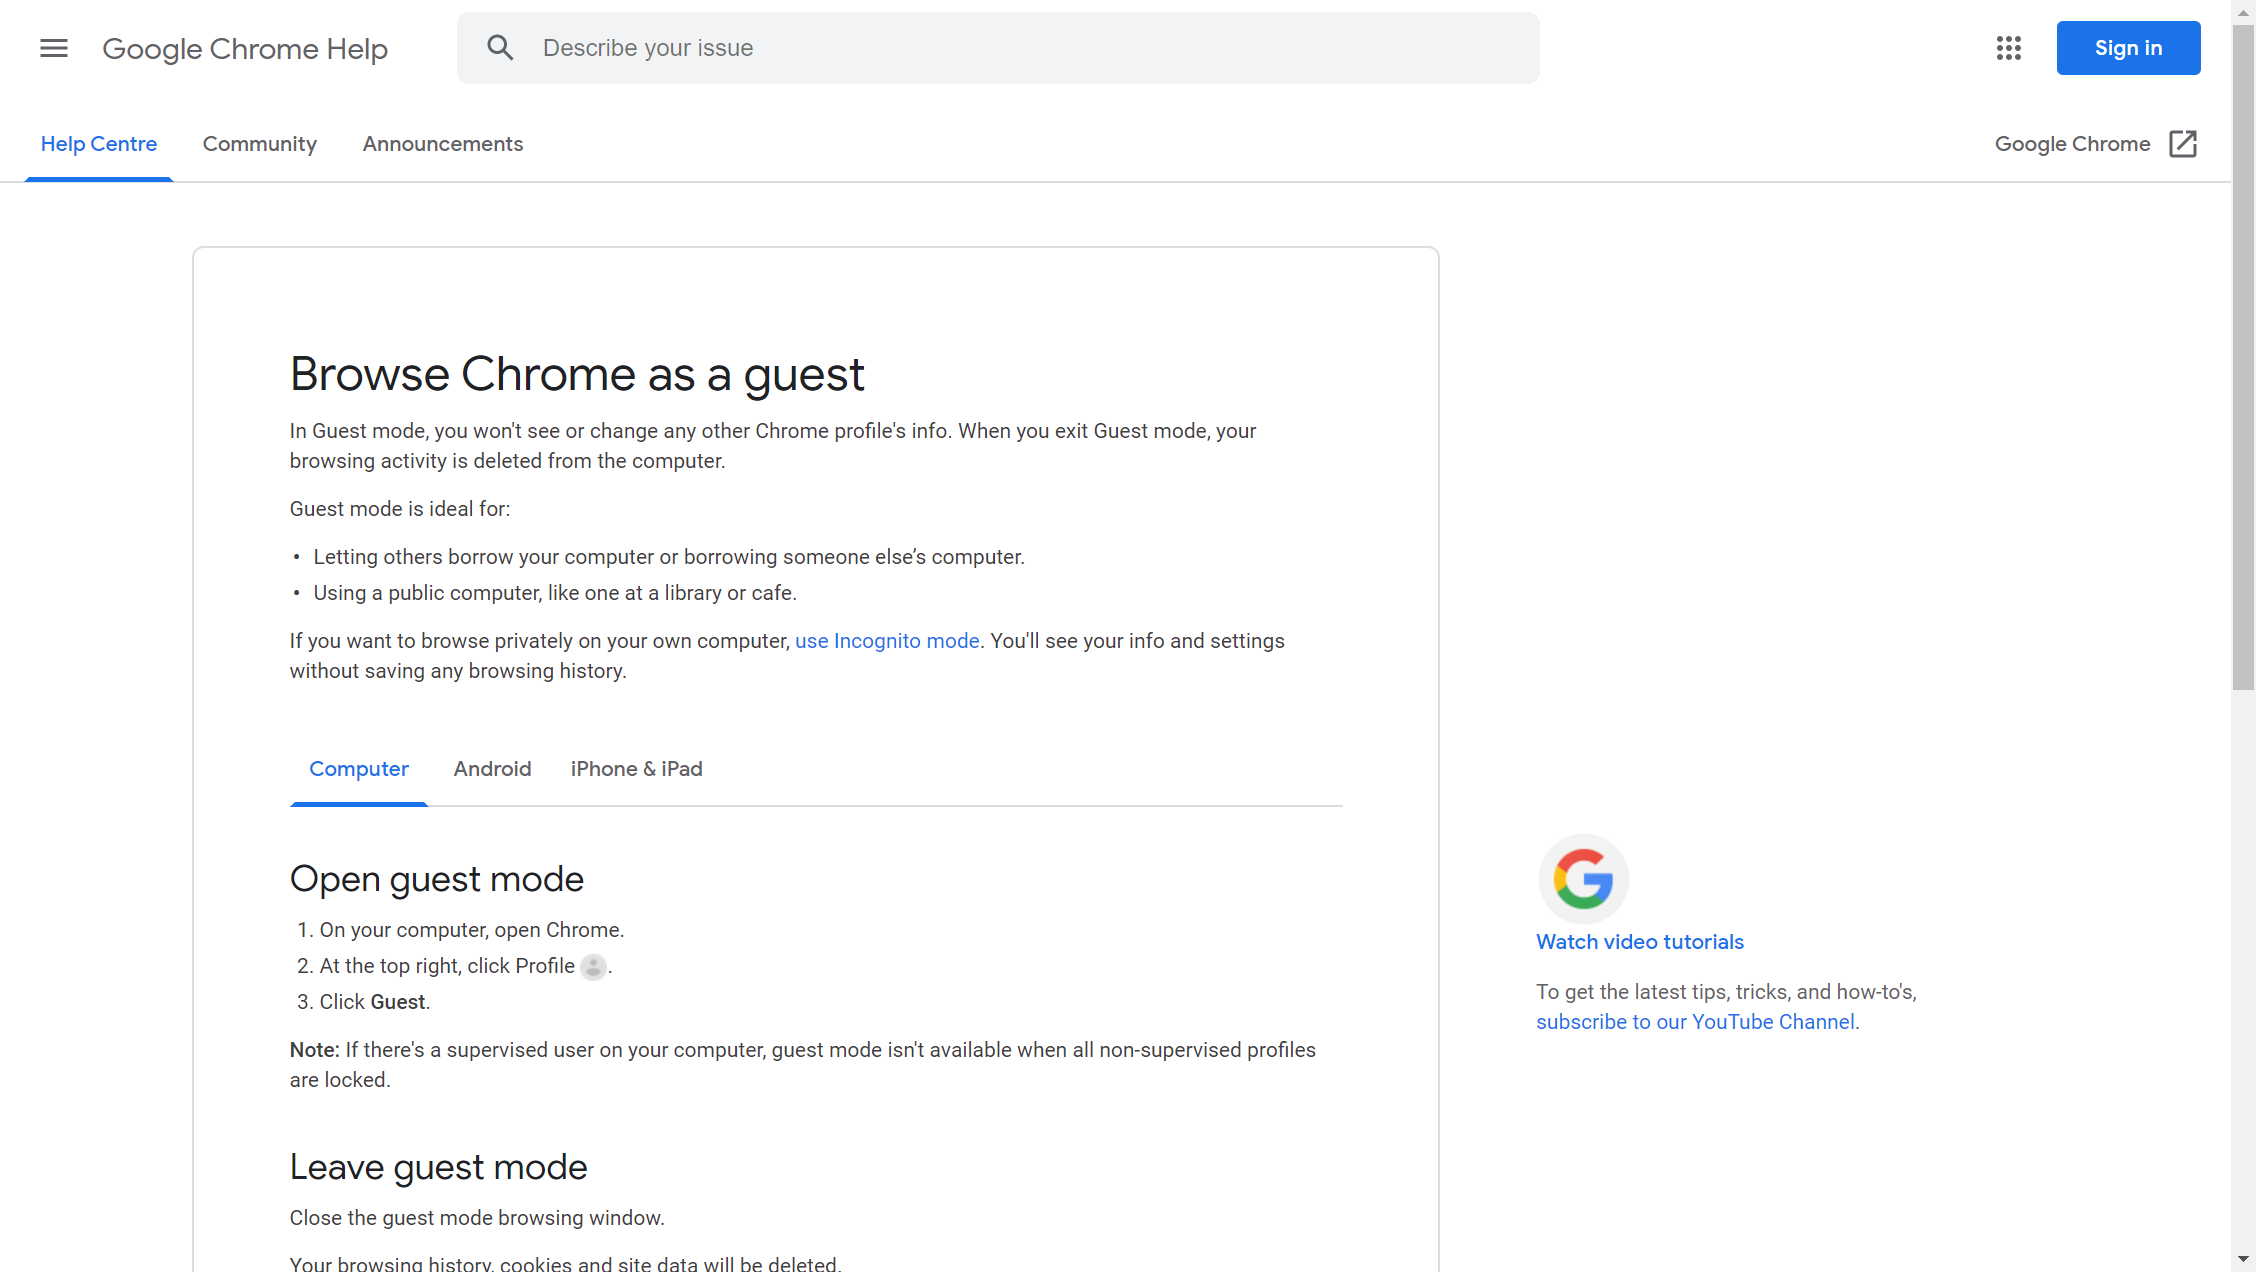 Google Chrome Help
Describe your issue
Sign in
Help Centre
Community
Announcements
Google Chrome
Browse Chrome as a guest
In Guest mode, you won't see or change any other Chrome profile's info. When you exit Guest mode, your
browsing activity is deleted from the computer.
Guest mode is ideal for:
• Letting others borrow your computer or borrowing someone else’s computer.
• Using a public computer, like one at a library or cafe.
If you want to browse privately on your own computer, use Incognito mode. You'll see your info and settings
without saving any browsing history.
Computer
Android
iPhone & iPad
Open guest mode
1. On your computer, open Chrome.
2. At the top right, click Profile .
3. Click Guest.
Note: If there's a supervised user on your computer, guest mode isn't available when all non-supervised profiles
are locked.
Leave guest mode
Close the guest mode browsing window.
Your browsing history, cookies and site data will be deleted.
Watch video tutorials
To get the latest tips, tricks, and how-to's,
subscribe to our YouTube Channel.